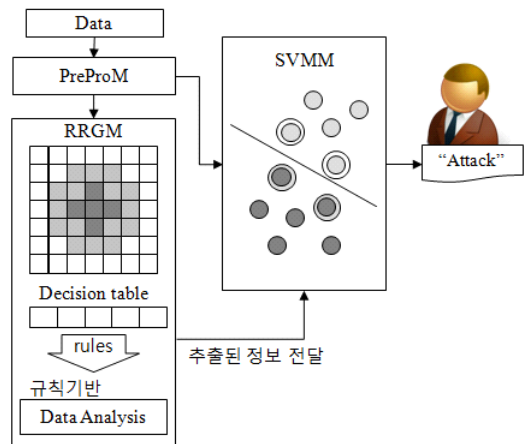 Data
PreProM
RRGM
Decision table
rules
규칙기반
Data Analysis
SVMM
추출된 정보 전달
“Attack”